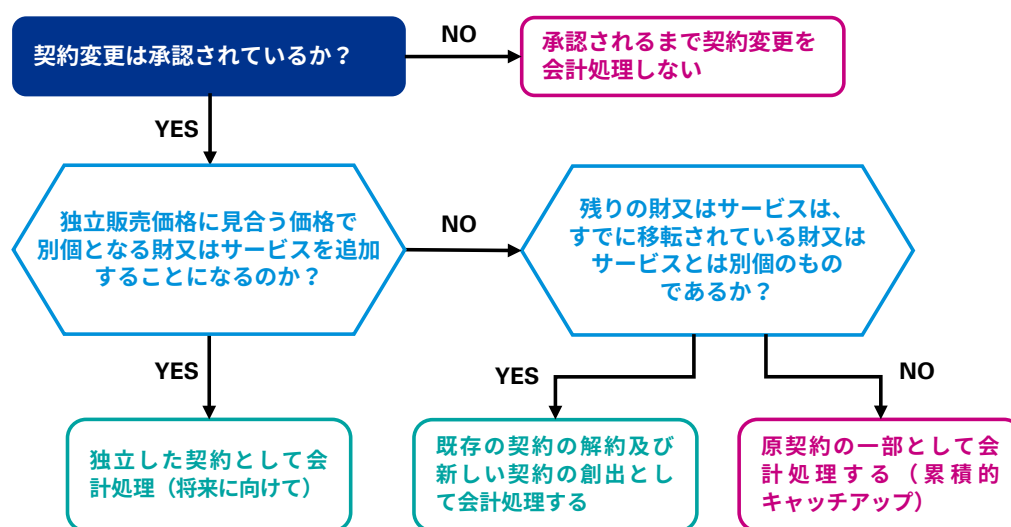 契約変更は承認されているか？
NO
承認されるまで契約変更を
会計処理しない
YES
独立販売価格に見合う価格で
別個となる財又はサービスを追加
することになるのか？
NO
残りの財又はサービスは、
すでに移転されている財又は
サービスとは別個のもの
であるか？
YES
YES
NO
独立した契約として会
計処理（将来に向けて）
既存の契約の解約及び
新しい契約の創出とし
て会計処理する
原契約の一部として会
計処理する（累積的
キャッチアップ）